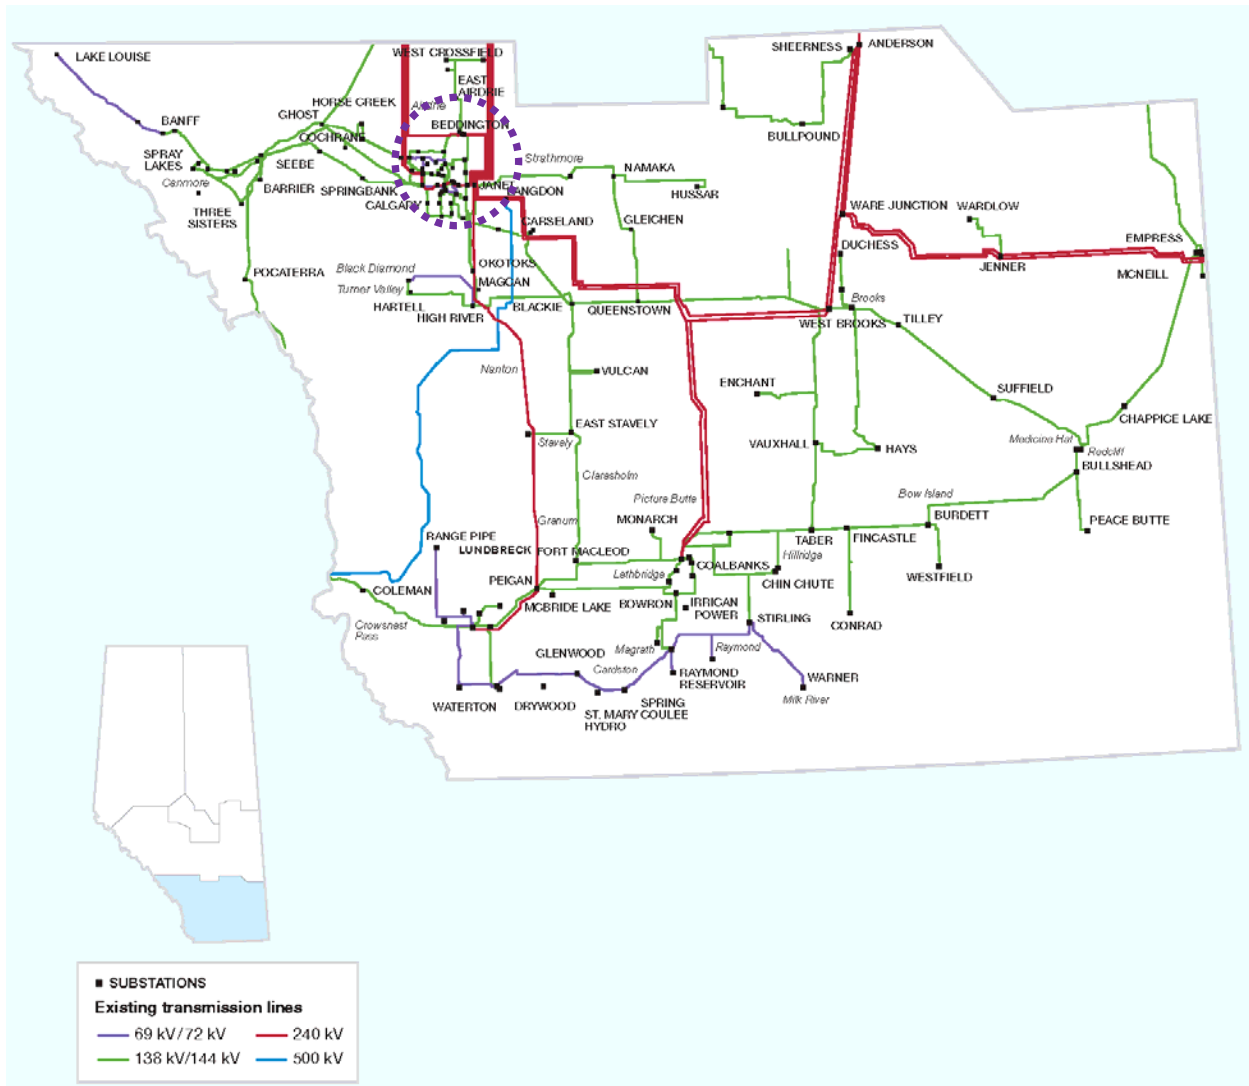 WEST CROSSFIELD
SHEERNESS
ANDERSON
LAKE LOUISE
EAST
AIRDRIE
HORSE CREEK
Airdrie
GHOST
BANFF
BEDDINGTON
COCHRANE
BULLPOUND
SPRAY
LAKES
SEEBE
Strathmore
NAMAKA
Canmore
BARRIER
SPRINGBANK
JANET
LANGDON
HUSSAR
CALGARY
THREE
SISTERS
CARSELAND
GLEICHEN
WARE JUNCTION
WARDLOW
DUCHESS
EMPRESS
JENNER
MCNEILL
POCATERRA
Black Diamond
OKOTOKS
Turner Valley
MAGCAN
HARTELL
HIGH RIVER
BLACKIE
QUEENSTOWN
Brooks
WEST BROOKS
TILLEY
Nanton
VULCAN
ENCHANT
SUFFIELD
CHAPPICE LAKE
EAST STAVELY
Stavely
VAUXHALL
HAYS
Medicine Hat
Redcliff
BULLSHEAD
Claresholm
Picture Butte
Bow Island
Granum
MONARCH
BURDETT
PEACE BUTTE
RANGE PIPE
LUNDBRECK
FORT MACLEOD
TABER
FINCASTLE
Hillridge
Lethbridge
COALBANKS
CHIN CHUTE
WESTFIELD
PEIGAN
COLEMAN
MCBRIDE LAKE
BOWRON
IRRICAN
POWER
STIRLING
CONRAD
Crowsnest
Pass
Magrath
Raymond
GLENWOOD
Cardston
RAYMOND
RESERVOIR
WARNER
Milk River
WATERTON
DRYWOOD
ST. MARY
HYDRO
SPRING
COULEE
SUBSTATIONS
Existing transmission lines
69 kV/72 kV
240 kV
138 kV/144 kV
500 kV